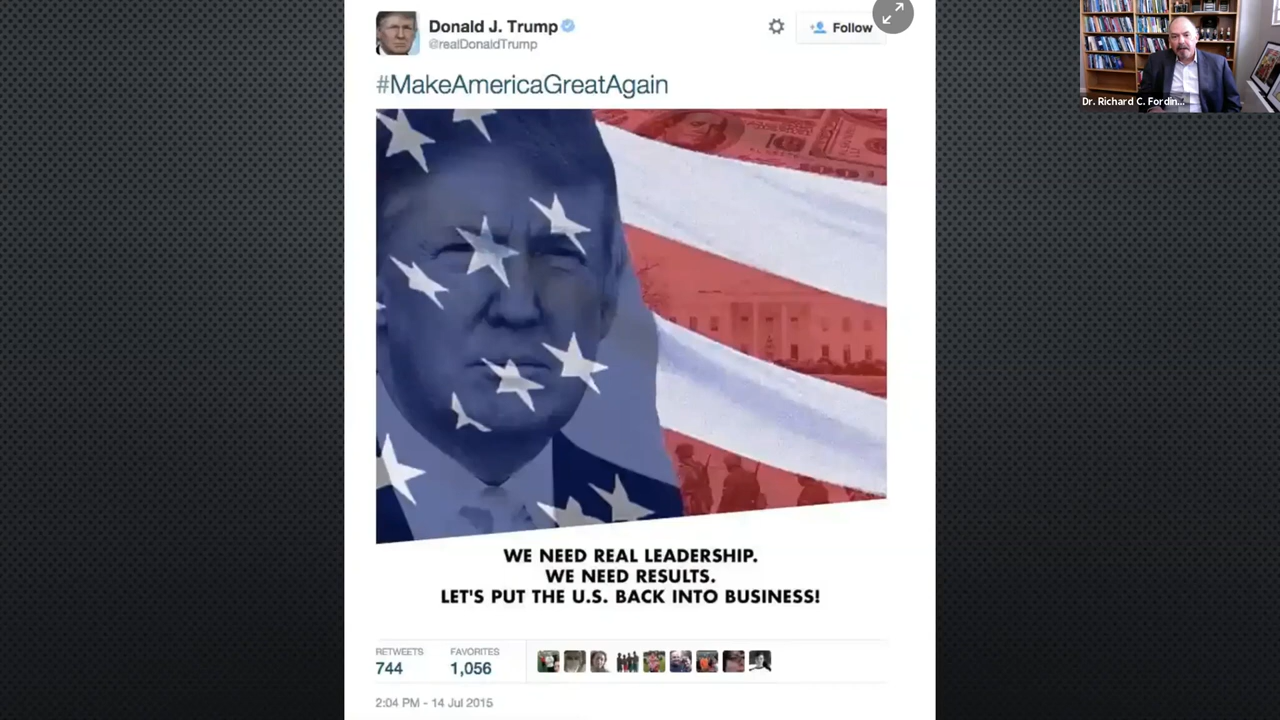 Donald J. Trump
@realDonaldTrump
Follow
Dr. Richard C. Fordin...
#MakeAmericaGreatAgain
WE NEED REAL LEADERSHIP.
WE NEED RESULTS.
LET'S PUT THE U.S. BACK INTO BUSINESS!
RETWEETS
744
FAVORITES
1,056
2:04 PM - 14 Jul 2015